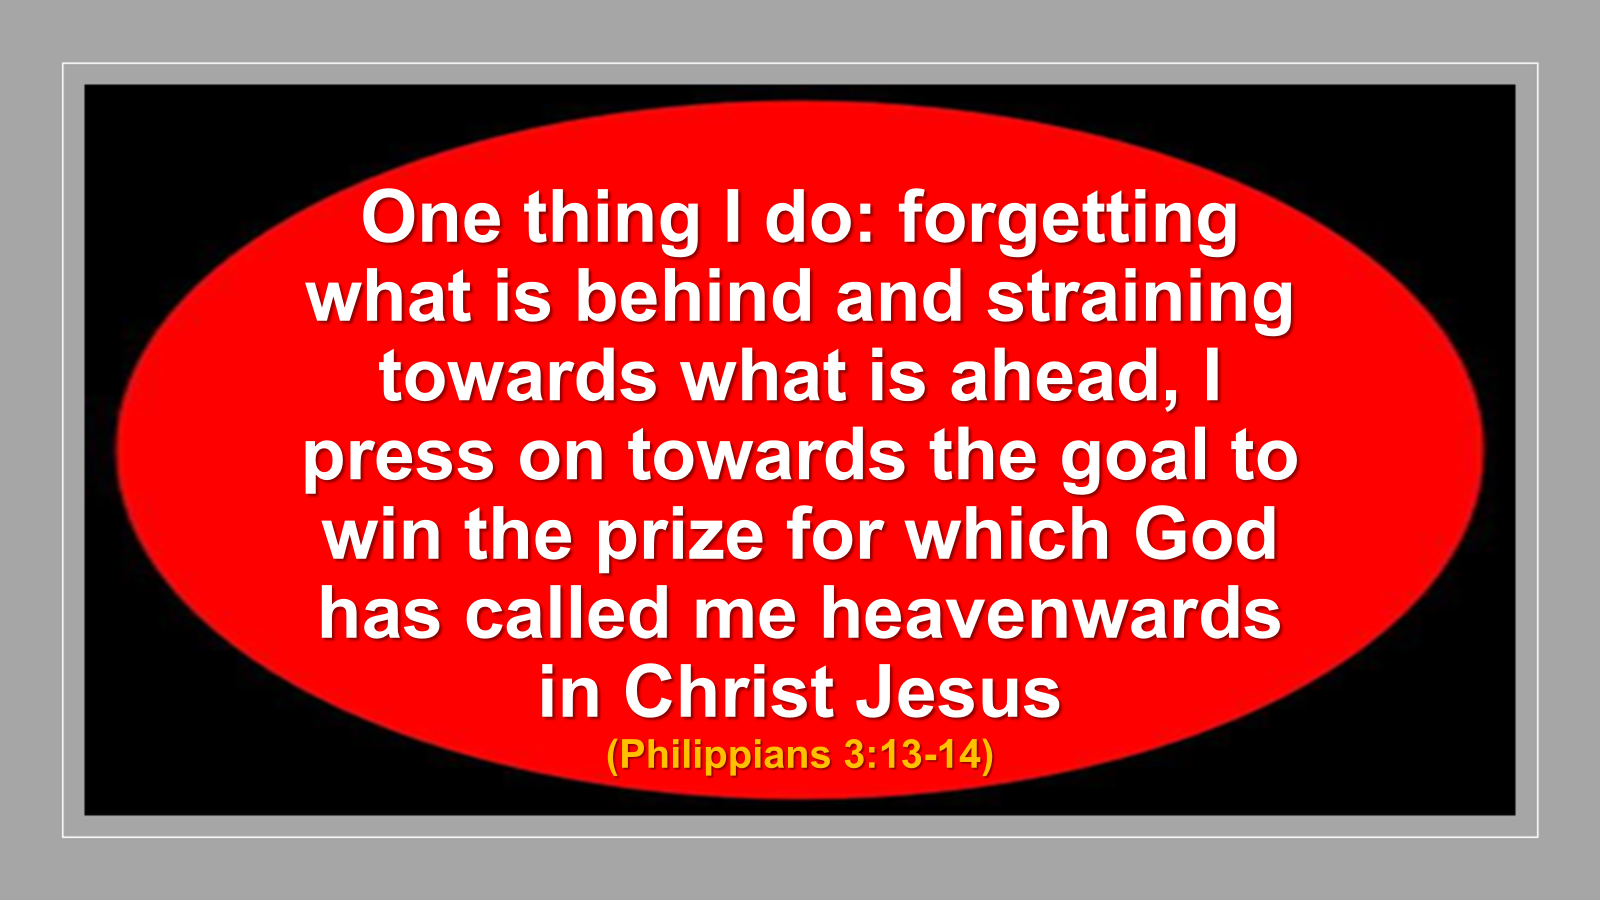 One thing I do: forgetting
what is behind and straining
towards what is ahead, I
press on towards the goal to
win the prize for which God
has called me heavenwards
in Christ Jesus
(Philippians 3:13-14)